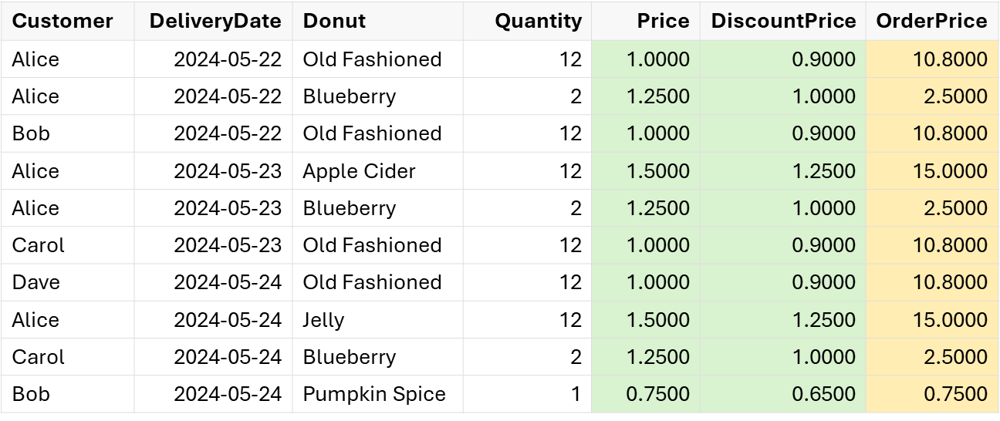 Customer DeliveryDate Donut Quantity Price DiscountPrice OrderPrice
Alice 2024-05-22 Old Fashioned 12 1.0000 0.9000 10.8000
Alice 2024-05-22 Blueberry 2 1.2500 1.0000 2.5000
Bob 2024-05-22 Old Fashioned 12 1.0000 0.9000 10.8000
Alice 2024-05-23 Apple Cider 12 1.5000 1.2500 15.0000
Alice 2024-05-23 Blueberry 2 1.2500 1.0000 2.5000
Carol 2024-05-23 Old Fashioned 12 1.0000 0.9000 10.8000
Dave 2024-05-24 Old Fashioned 12 1.0000 0.9000 10.8000
Alice 2024-05-24 Jelly 12 1.5000 1.2500 15.0000
Carol 2024-05-24 Blueberry 2 1.2500 1.0000 2.5000
Bob 2024-05-24 Pumpkin Spice 1 0.7500 0.6500 0.7500